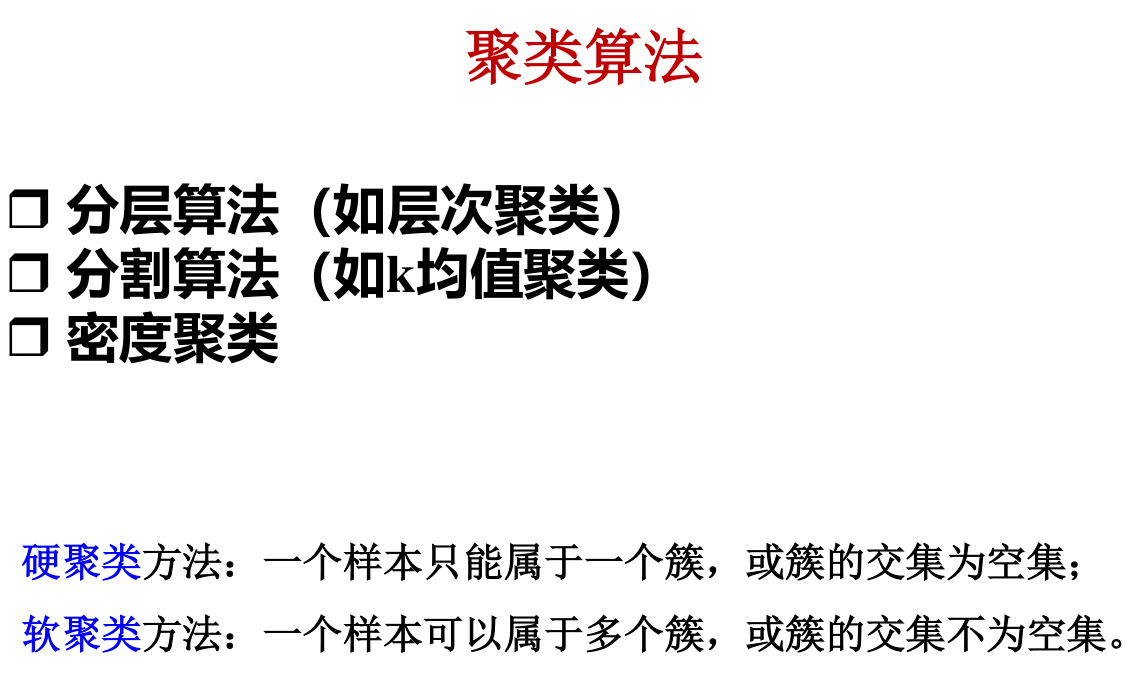 聚类算法
❒ 分层算法（如层次聚类）
❒ 分割算法（如k均值聚类）
❒ 密度聚类
硬聚类方法：一个样本只能属于一个簇，或簇的交集为空集；
软聚类方法：一个样本可以属于多个簇，或簇的交集不为空集。